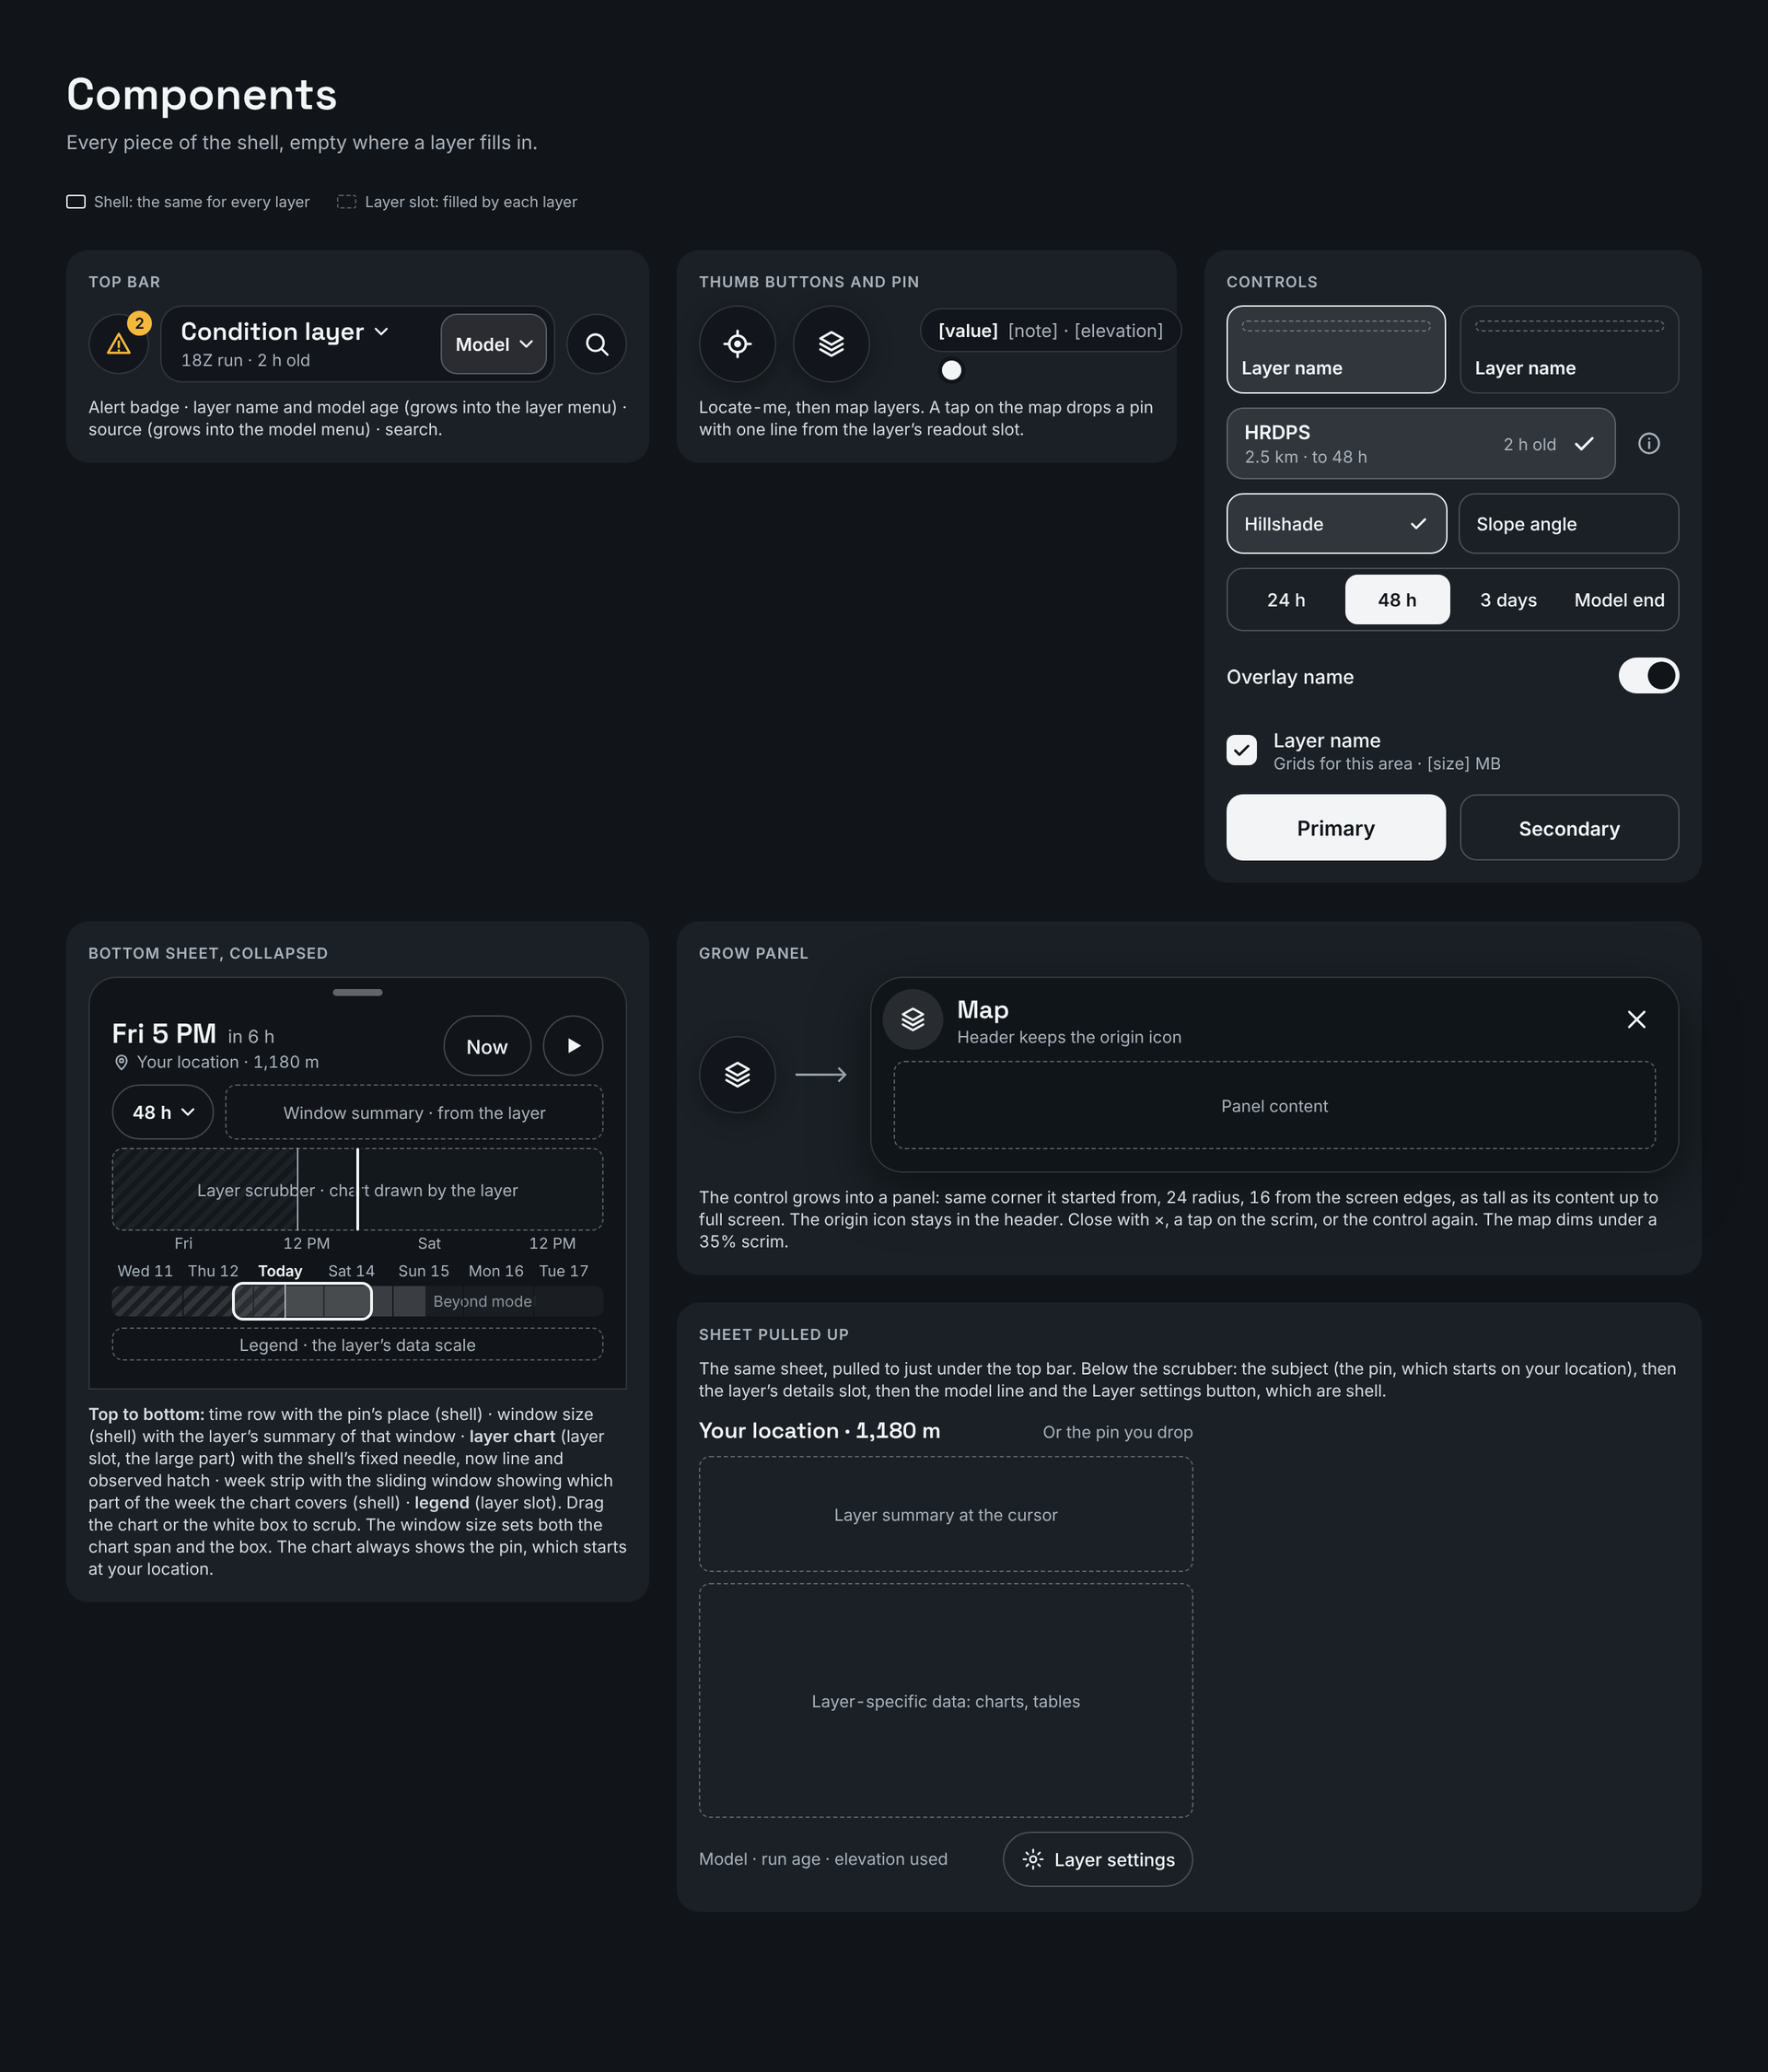 Components
Every piece of the shell, empty where a layer fills in.
Shell: the same for every layer
Layer slot: filled by each layer
TOP BAR
2
Condition layer
18Z run · 2 h old
Model
Alert badge · layer name and model age (grows into the layer menu) ·
source (grows into the model menu) · search.
THUMB BUTTONS AND PIN
[value] [note] · [elevation]
Locate-me, then map layers. A tap on the map drops a pin
with one line from the layer’s readout slot.
CONTROLS
Layer name
Layer name
HRDPS
2.5 km · to 48 h
2 h old
Hillshade
Slope angle
24 h
48 h
3 days
Model end
Overlay name
Layer name
Grids for this area · [size] MB
Primary
Secondary
BOTTOM SHEET, COLLAPSED
Fri 5 PM in 6 h
Your location · 1,180 m
Now
48 h
Window summary · from the layer
Layer scrubber · chart drawn by the layer
Fri 12 PM Sat 12 PM
Wed 11 Thu 12 Today Sat 14 Sun 15 Mon 16 Tue 17
Beyond mode
Legend · the layer’s data scale
Top to bottom: time row with the pin’s place (shell) · window size
(shell) with the layer’s summary of that window · layer chart (layer
slot, the large part) with the shell’s fixed needle, now line and
observed hatch · week strip with the sliding window showing which
part of the week the chart covers (shell) · legend (layer slot). Drag
the chart or the white box to scrub. The window size sets both the
chart span and the box. The chart always shows the pin, which starts
at your location.
GROW PANEL
Map
Header keeps the origin icon
Panel content
The control grows into a panel: same corner it started from, 24 radius, 16 from the screen edges, as tall as its content up to
full screen. The origin icon stays in the header. Close with ×, a tap on the scrim, or the control again. The map dims under a
35% scrim.
SHEET PULLED UP
The same sheet, pulled to just under the top bar. Below the scrubber: the subject (the pin, which starts on your location), then
the layer’s details slot, then the model line and the Layer settings button, which are shell.
Your location · 1,180 m
Or the pin you drop
Layer summary at the cursor
Layer-specific data: charts, tables
Model · run age · elevation used
Layer settings